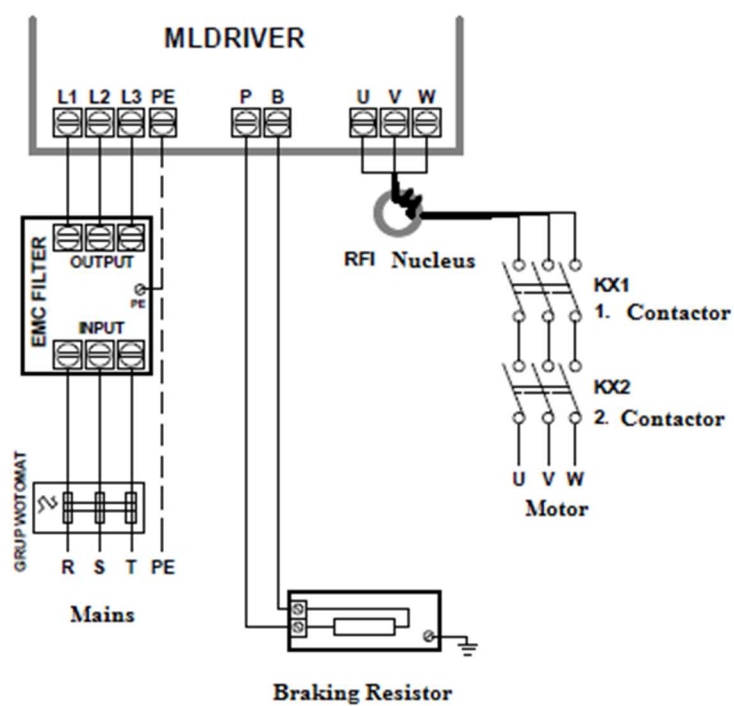 MLDRIVER
L1 L2 L3 PE P B U V W
OUTPUT
PE
EMC FILTER
INPUT
RFI Nucleus
KX1
1. Contactor
KX2
2. Contactor
U V W
Motor
GRUP WOTOMAT
R S T PE
Mains
Braking Resistor